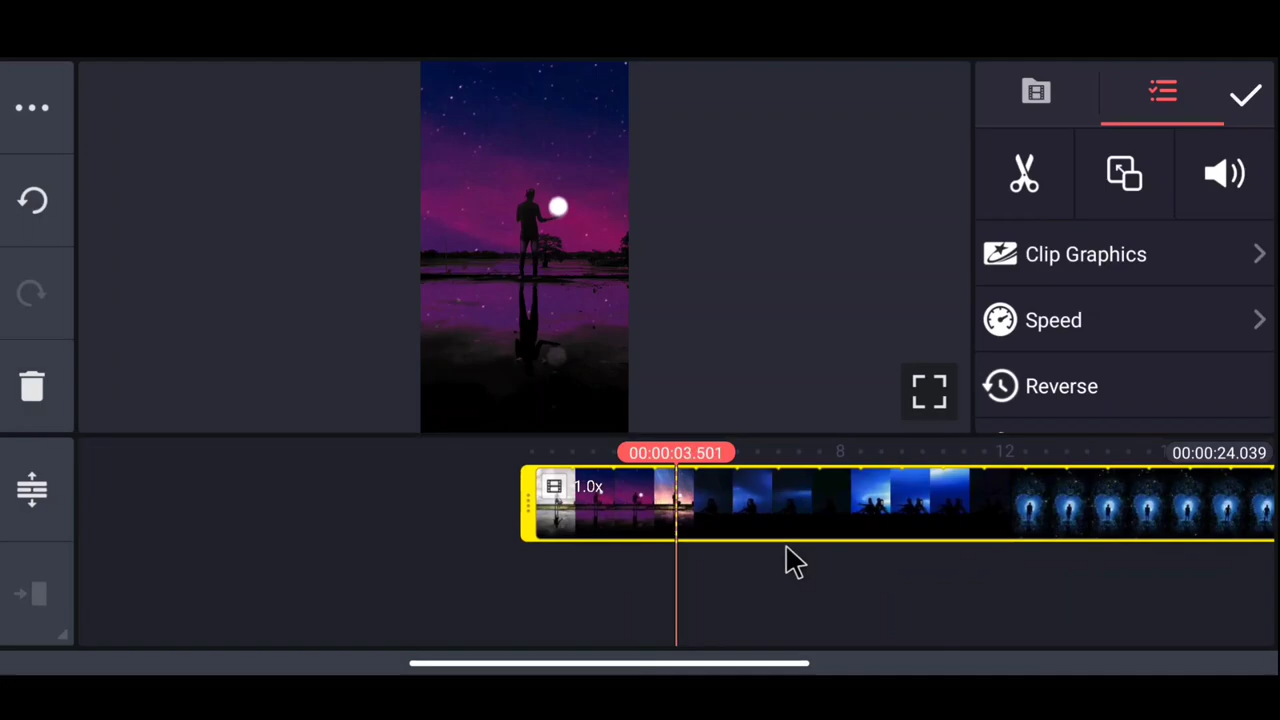 Clip Graphics
Speed
Reverse
00:00:03.501
8
12
00:00:24.039
1.0x